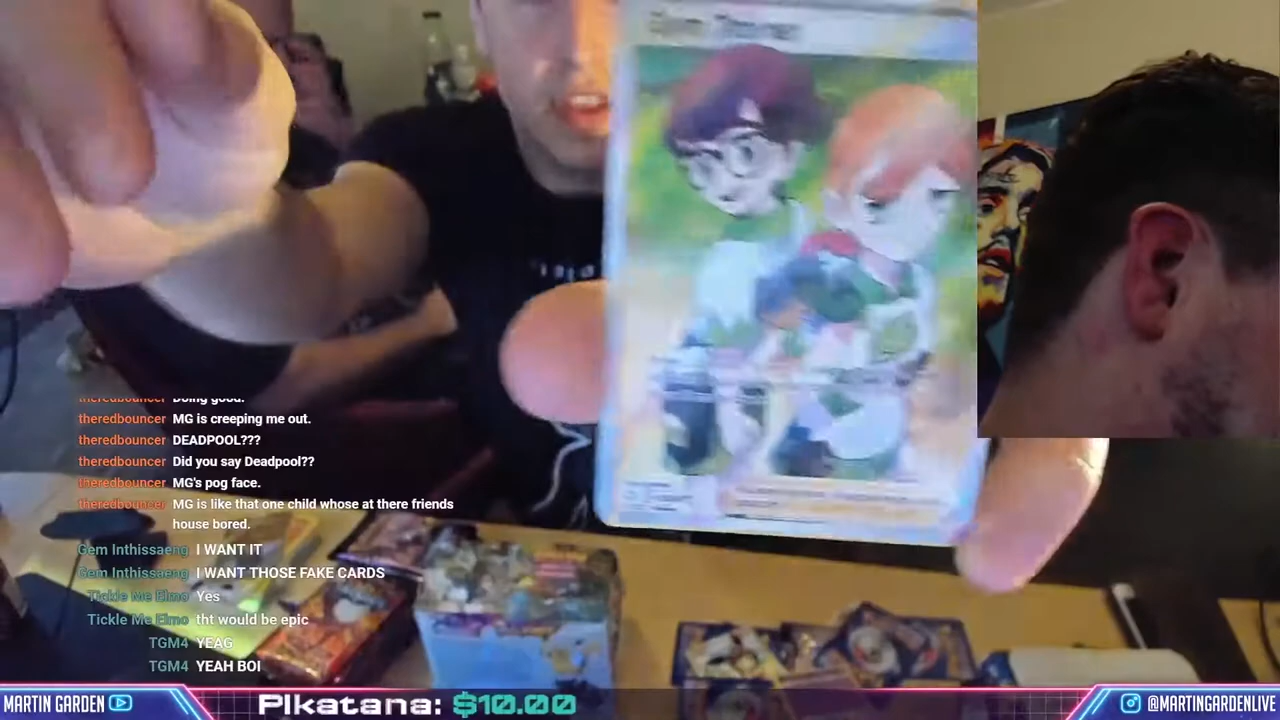 theredbouncer Doing good.
theredbouncer MG is creeping me out.
theredbouncer DEADPOOL???
theredbouncer Did you say Deadpool??
theredbouncer MG's pog face.
theredbouncer MG is like that one child whose at there friends
house bored.
Gem Inthissaeng I WANT IT
Gem Inthissaeng I WANT THOSE FAKE CARDS
Tickle Me Elmo Yes
Tickle Me Elmo tht would be epic
TGM4 YEAG
TGM4 YEAH BOI
MARTIN GARDEN
Pikatana: $10.00
@MARTINGARDENLIVE